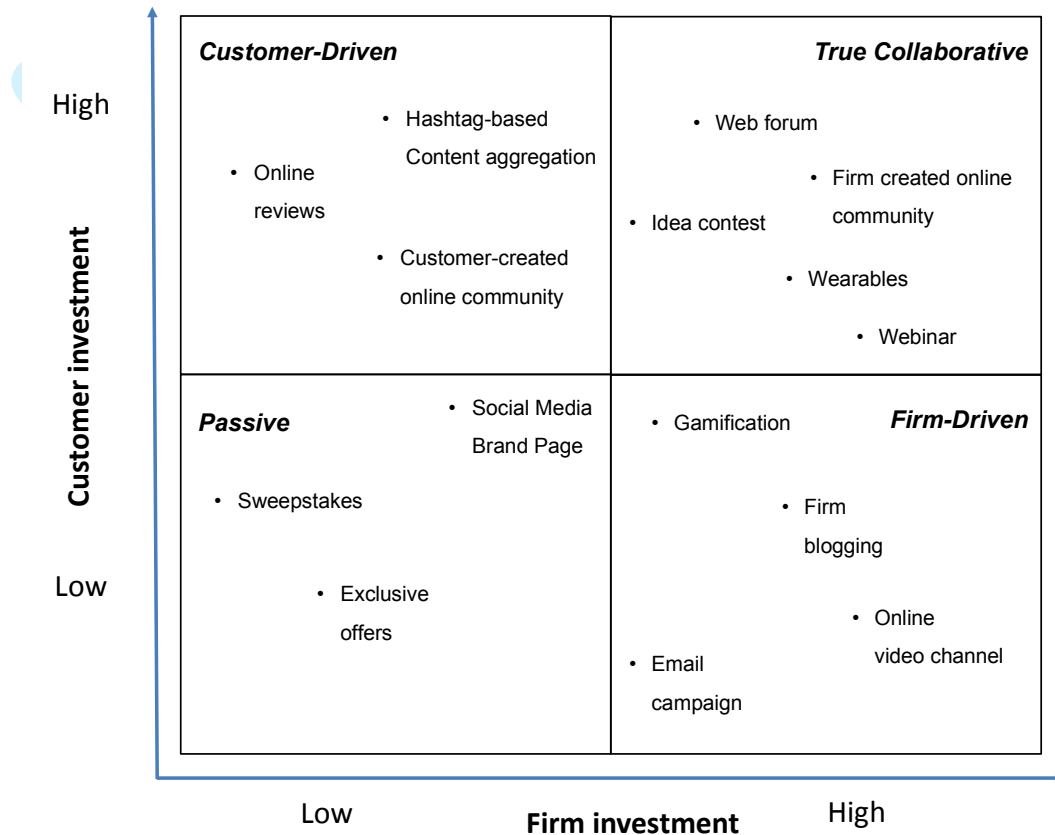 Customer-Driven
True Collaborative
High
• Hashtag-based
Content aggregation
• Web forum
• Online
reviews
• Firm created online
community
• Idea contest
• Customer-created
online community
• Wearables
• Webinar
Customer investment
Passive
• Social Media
Brand Page
• Gamification
Firm-Driven
• Sweepstakes
• Firm
blogging
Low
• Exclusive
offers
• Online
video channel
• Email
campaign
Low
Firm investment
High